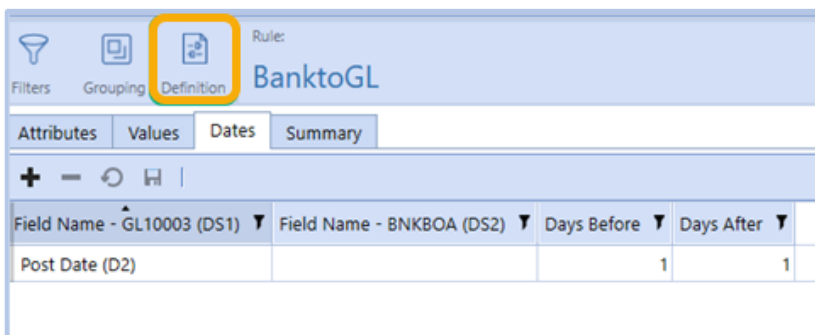 Rule:
Filters Grouping Definition BanktoGL
Attributes Values Dates Summary
Field Name - GL10003 (DS1) Field Name - BNKBOA (DS2) Days Before Days After
Post Date (D2) 1 1